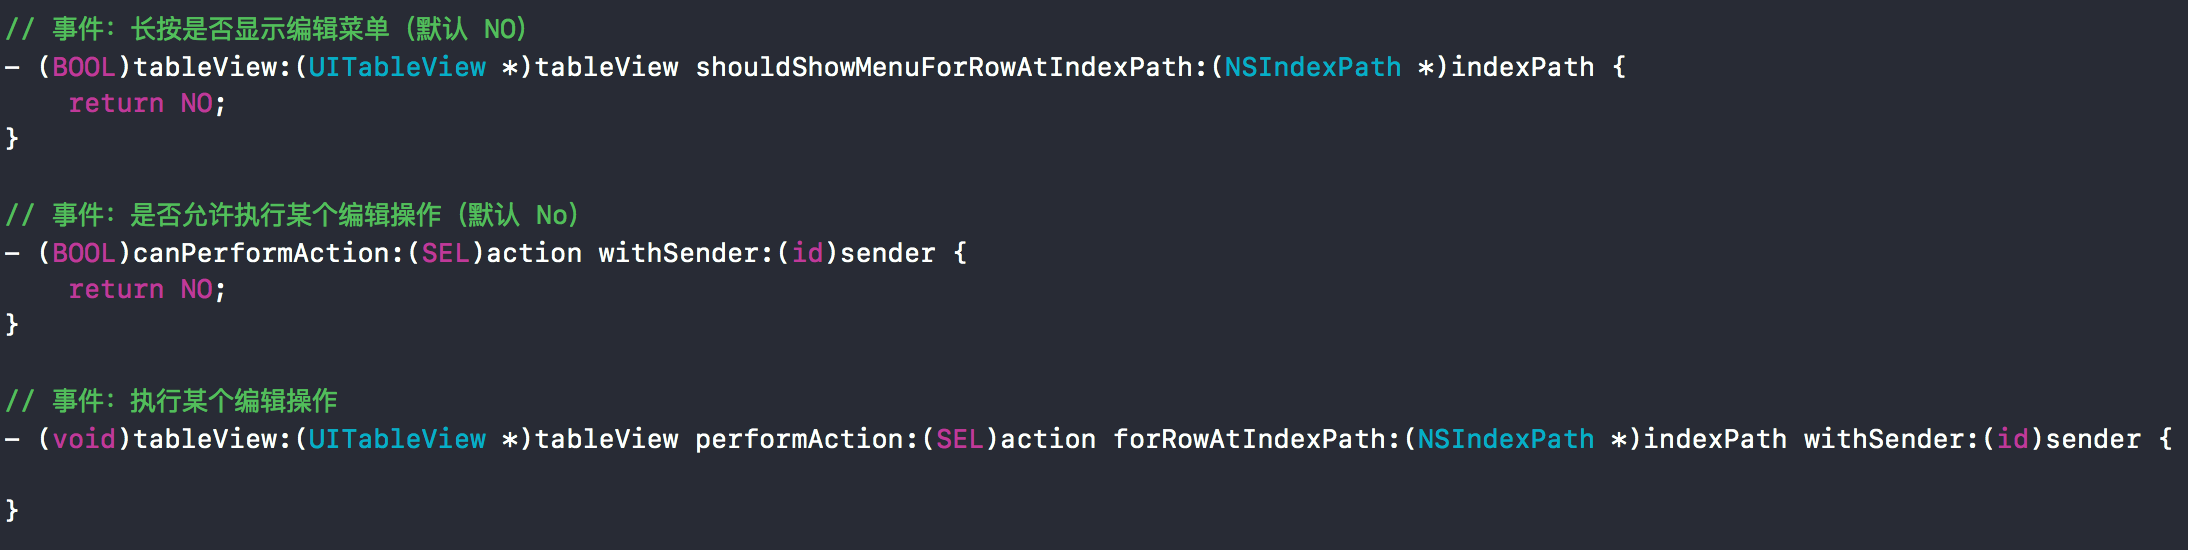 // 事件：长按是否显示编辑菜单（默认 NO）
- (BOOL)tableView:(UITableView *)tableView shouldShowMenuForRowAtIndexPath:(NSIndexPath *)indexPath {
    return NO;
}
// 事件：是否允许执行某个编辑操作（默认 No）
- (BOOL)canPerformAction:(SEL)action withSender:(id)sender {
    return NO;
}
// 事件：执行某个编辑操作
- (void)tableView:(UITableView *)tableView performAction:(SEL)action forRowAtIndexPath:(NSIndexPath *)indexPath withSender:(id)sender {
}